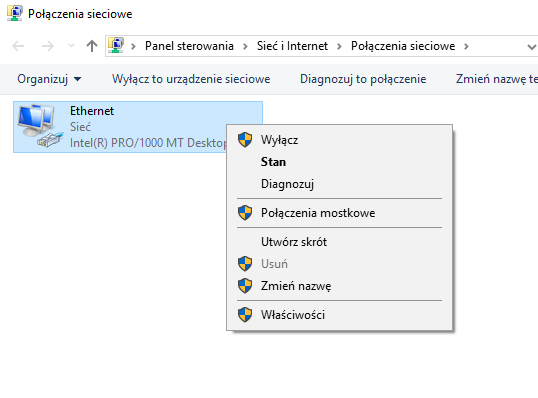 Połączenia sieciowe
Panel sterowania > Sieć i Internet > Połączenia sieciowe >
Organizuj Wyłącz to urządzenie sieciowe Diagnozuj to połączenie Zmień nazwę te
Ethernet
Sieć
Intel(R) PRO/1000 MT Desktop
Wyłącz
Stan
Diagnozuj
Połączenia mostkowe
Utwórz skrót
Usuń
Zmień nazwę
Właściwości